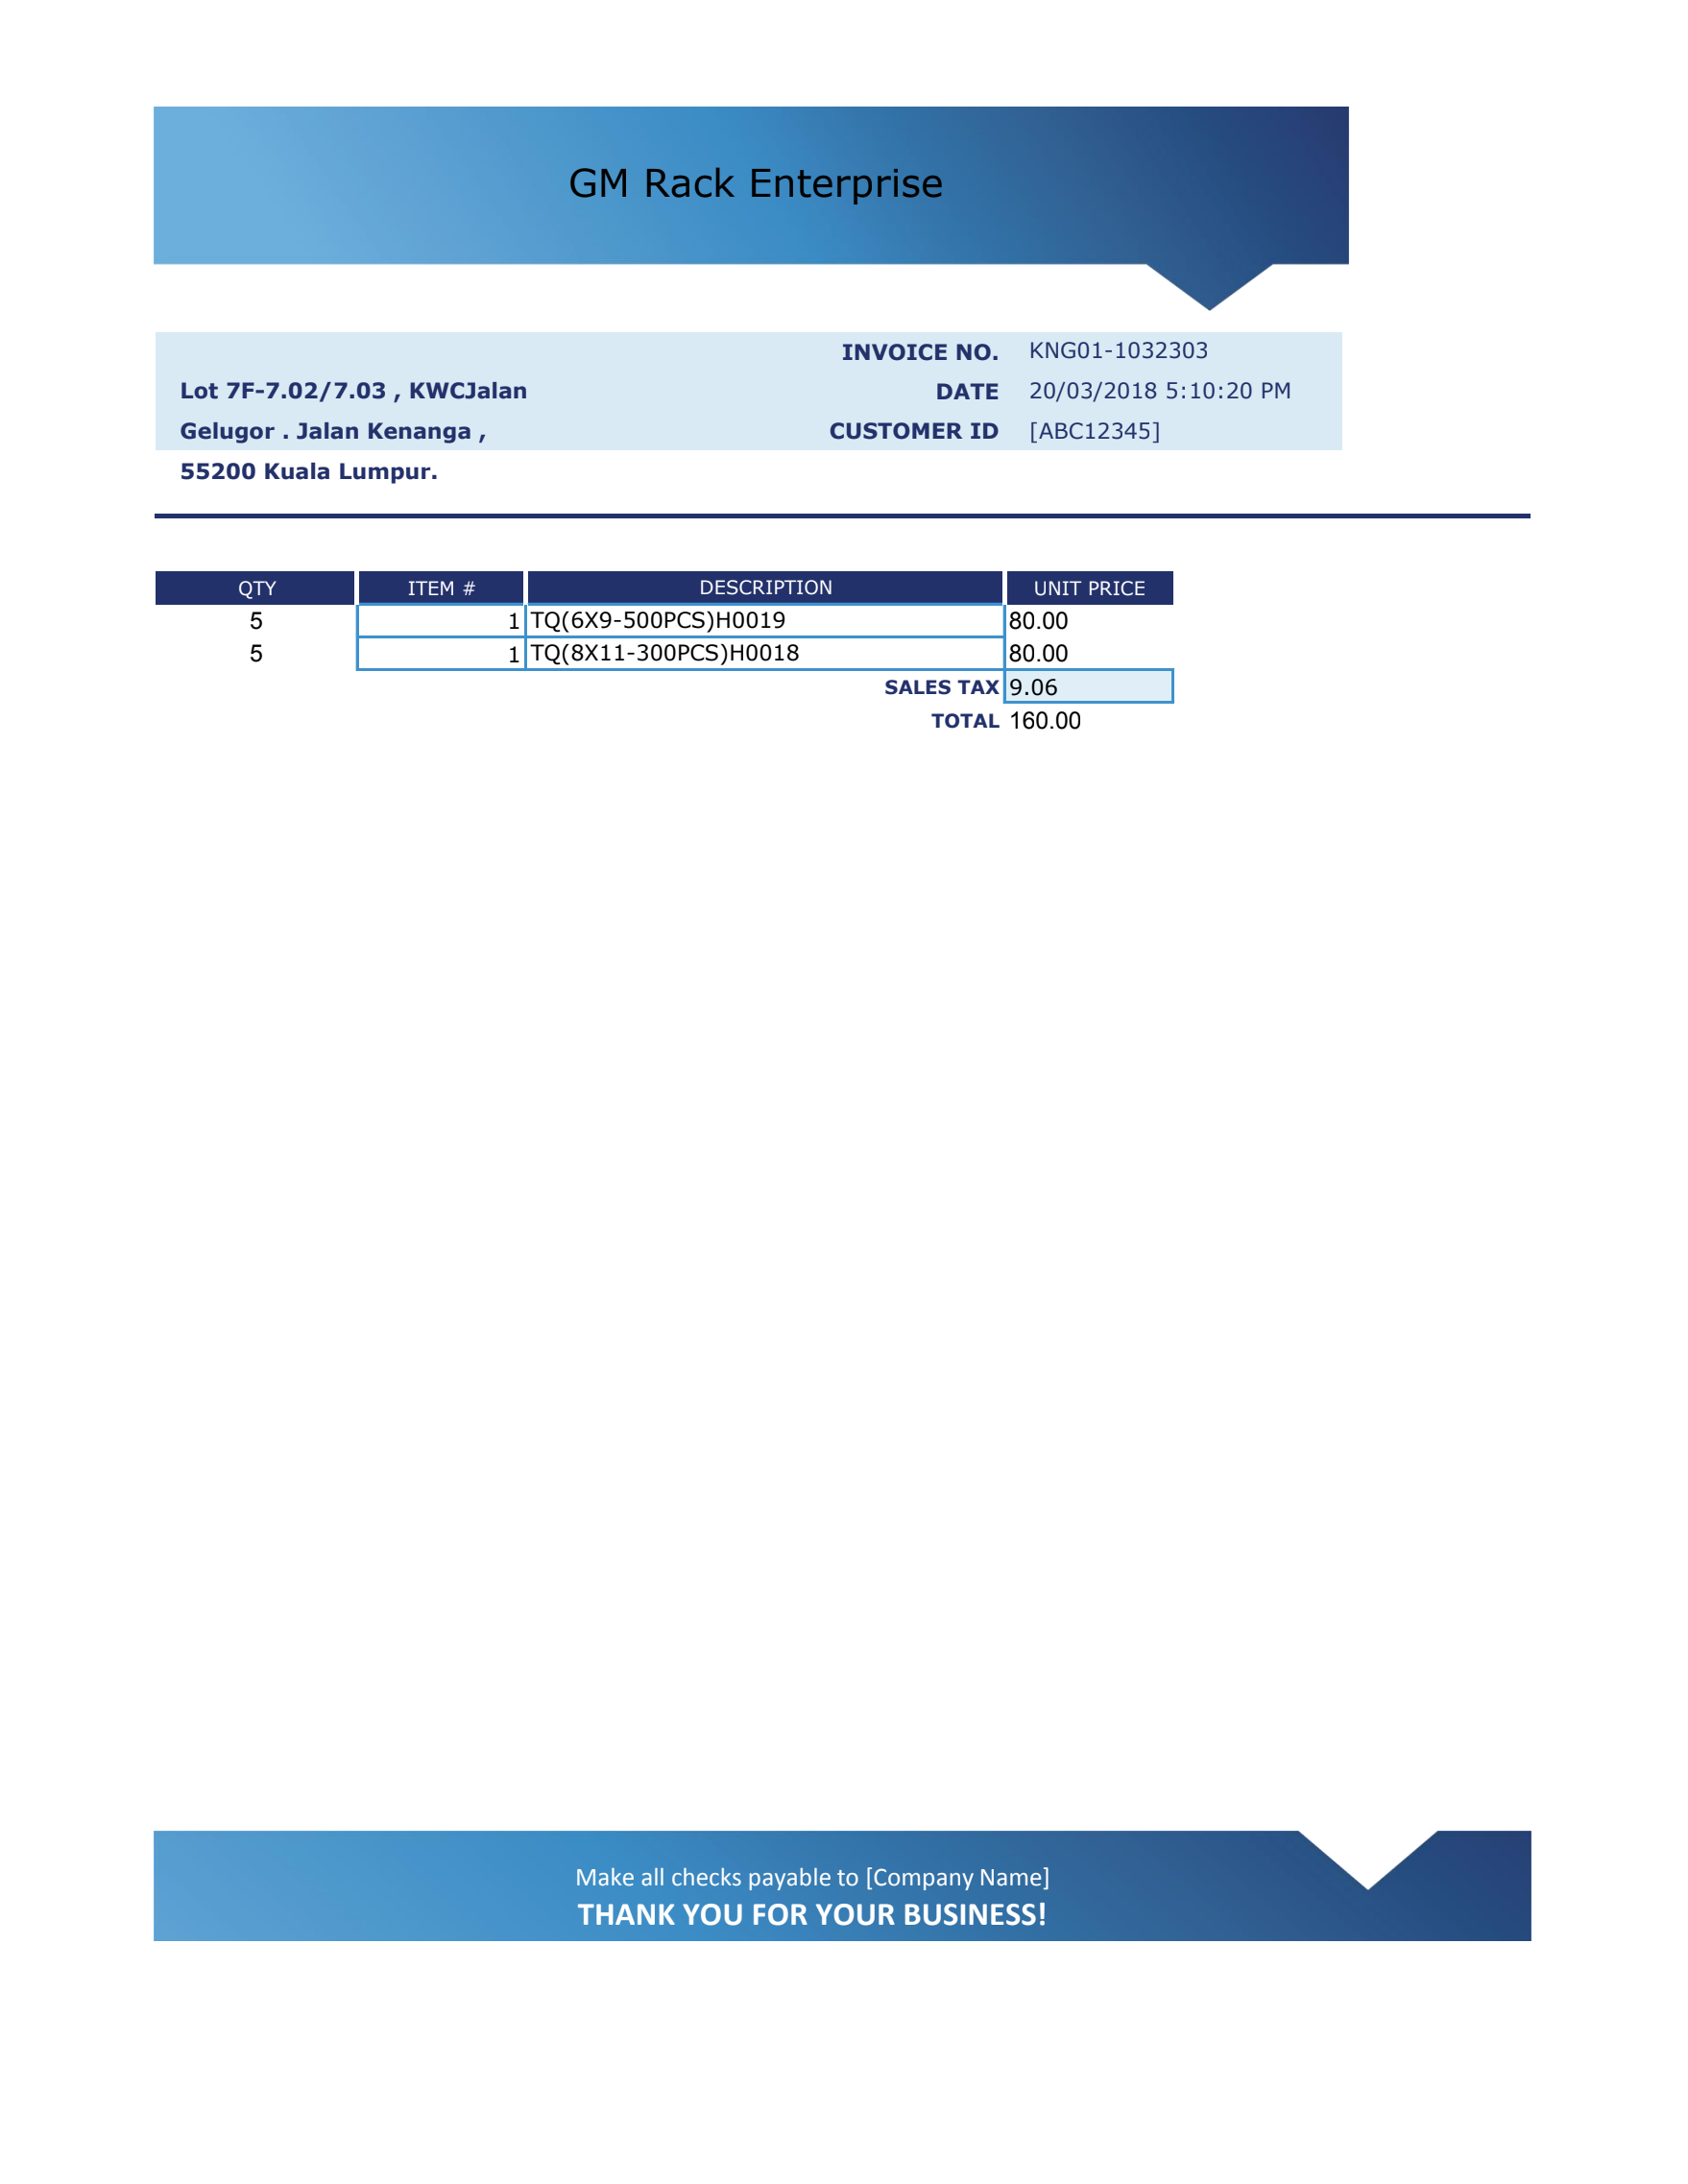 GM Rack Enterprise
INVOICE NO. KNG01-1032303
Lot 7F-7.02/7.03 , KWCJalan DATE 20/03/2018 5:10:20 PM
Gelugor . Jalan Kenanga , CUSTOMER ID [ABC12345]
55200 Kuala Lumpur.
QTY ITEM # DESCRIPTION UNIT PRICE
5 1 TQ(6X9-500PCS)H0019 80.00
5 1 TQ(8X11-300PCS)H0018 80.00
SALES TAX 9.06
TOTAL 160.00
Make all checks payable to [Company Name]
THANK YOU FOR YOUR BUSINESS!